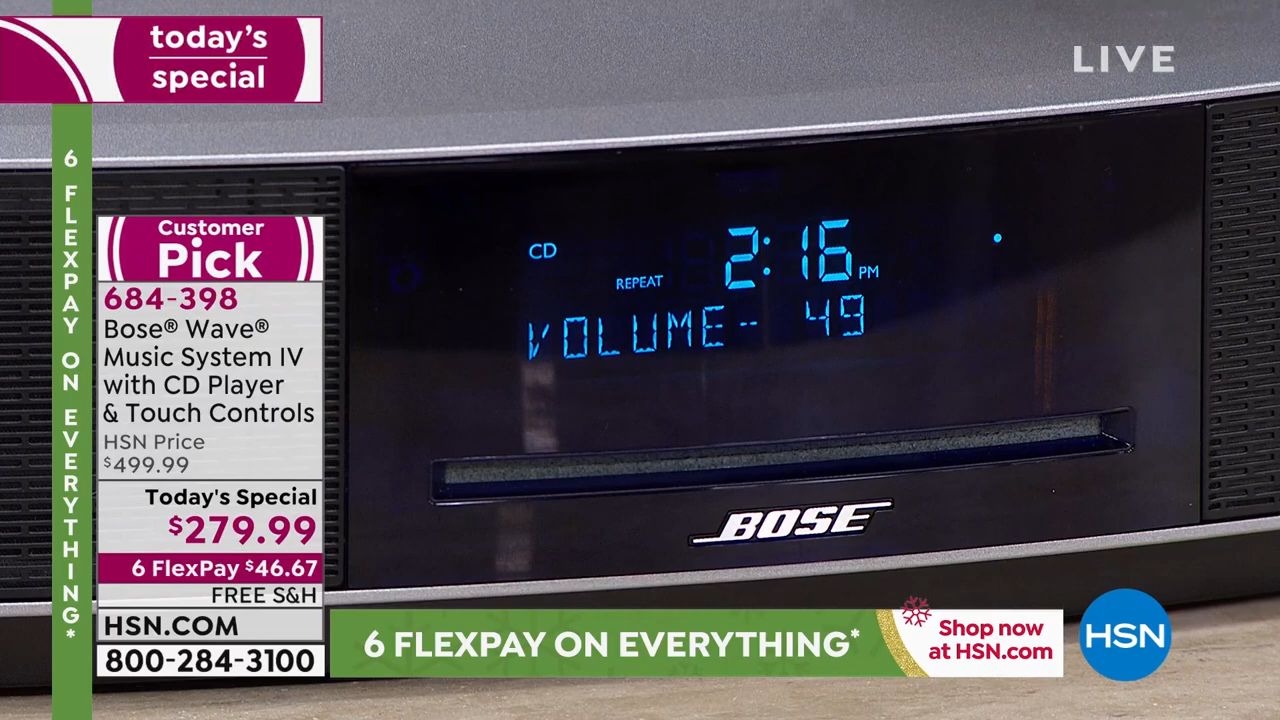 today's
special
LIVE
6 FLEXPAY ON EVERYTHING*
Customer
Pick
684-398
Bose® Wave®
Music System IV
with CD Player
& Touch Controls
HSN Price
$499.99
Today's Special
$279.99
6 FlexPay $46.67
FREE S&H
HSN.COM
800-284-3100
CD
REPEAT
2:16 PM
VOLUME- 49
BOSE
6 FLEXPAY ON EVERYTHING*
Shop now
at HSN.com
HSN